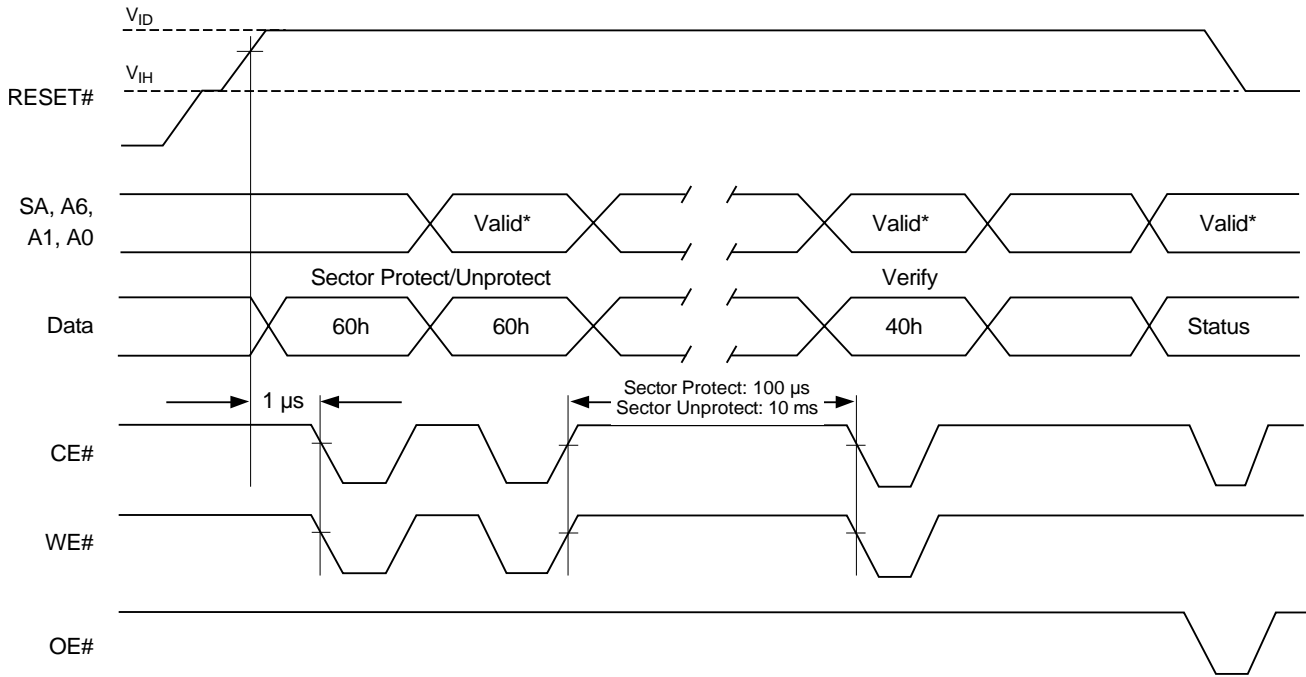 VID
VIH
RESET#
SA, A6,
A1, A0
Valid*
Valid*
Valid*
Sector Protect/Unprotect
Verify
Data
60h
60h
40h
Status
1 µs
Sector Protect: 100 µs
Sector Unprotect: 10 ms
CE#
WE#
OE#